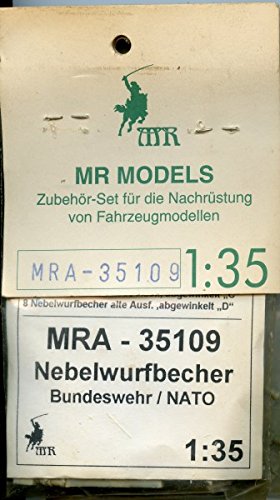 MR
MR MODELS
Zubehör-Set für die Nachrüstung
von Fahrzeugmodellen
MRA-35109 1:35
8 Nebelwurfbecher alte Ausf. ,abgewinkelt „D“
MRA - 35109
Nebelwurfbecher
Bundeswehr / NATO
MR 1:35